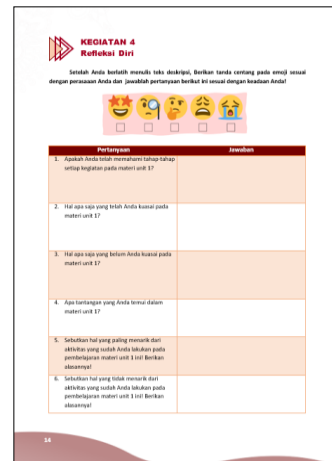 KEGIATAN 4
Refleksi Diri
Setelah Anda berlatih menulis teks deskripsi, Berikan tanda centang pada emoji sesuai
dengan perasaaan Anda dan jawablah pertanyaan berikut ini sesuai dengan keadaan Anda!
Pertanyaan
Jawaban
1. Apakah Anda telah memahami tahap-tahap
setiap kegiatan pada materi unit 1?
2. Hal apa saja yang telah Anda kuasai pada
materi unit 1?
3. Hal apa saja yang belum Anda kuasai pada
materi unit 1?
4. Apa tantangan yang Anda temui dalam
materi unit 1?
5. Sebutkan hal yang paling menarik dari
aktivitas yang sudah Anda lakukan pada
pembelajaran materi unit 1 ini! Berikan
alasannya!
6. Sebutkan hal yang tidak menarik dari
aktivitas yang sudah Anda lakukan pada
pembelajaran materi unit 1 ini! Berikan
alasannya!
14